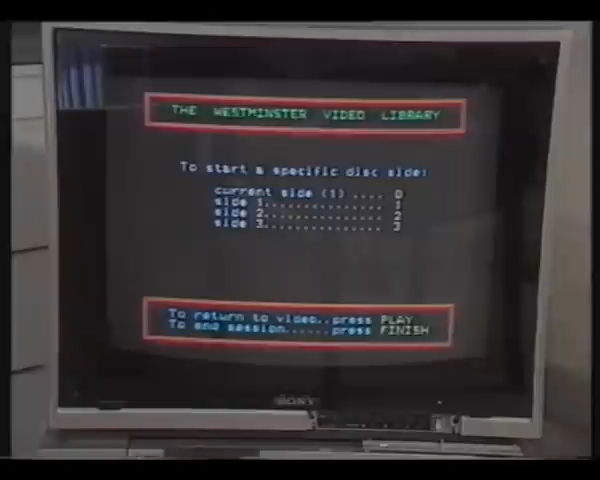 THE WESTMINSTER VIDEO LIBRARY
To start a specific disc side:
current side (1) .... 0
side 1.............. 1
side 2.............. 2
side 3.............. 3
To return to video..press PLAY
To end session......press FINISH
SONY